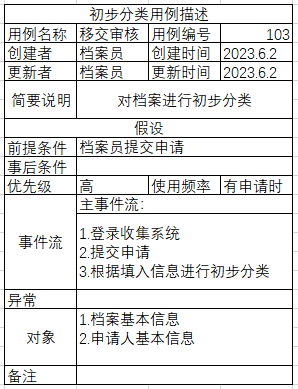 初步分类用例描述
用例名称 移交审核 用例编号 103
创建者 档案员 创建时间 2023.6.2
更新者 档案员 更新时间 2023.6.2
简要说明 对档案进行初步分类
假设
前提条件 档案员提交申请
事后条件
优先级 高 使用频率 有申请时
主事件流：
事件流
1.登录收集系统
2.提交申请
3.根据填入信息进行初步分类
异常
对象
1.档案基本信息
2.申请人基本信息
备注